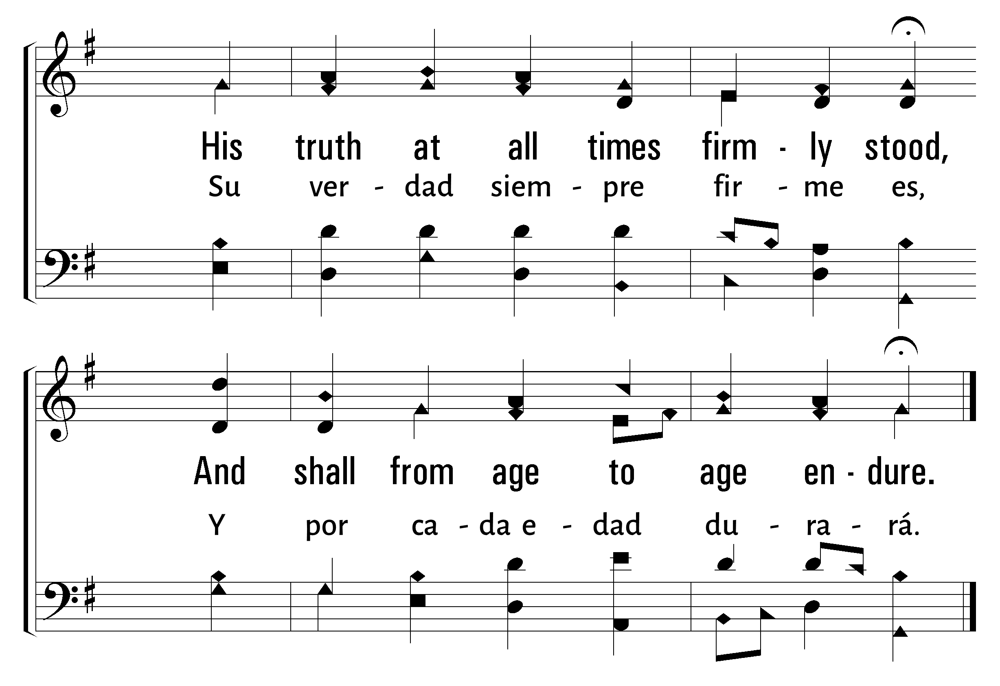 His truth at all times firm - ly stood,
Su ver - dad siem - pre fir - me es,
And shall from age to age en - dure.
Y por ca - da e - dad du - ra - rá.